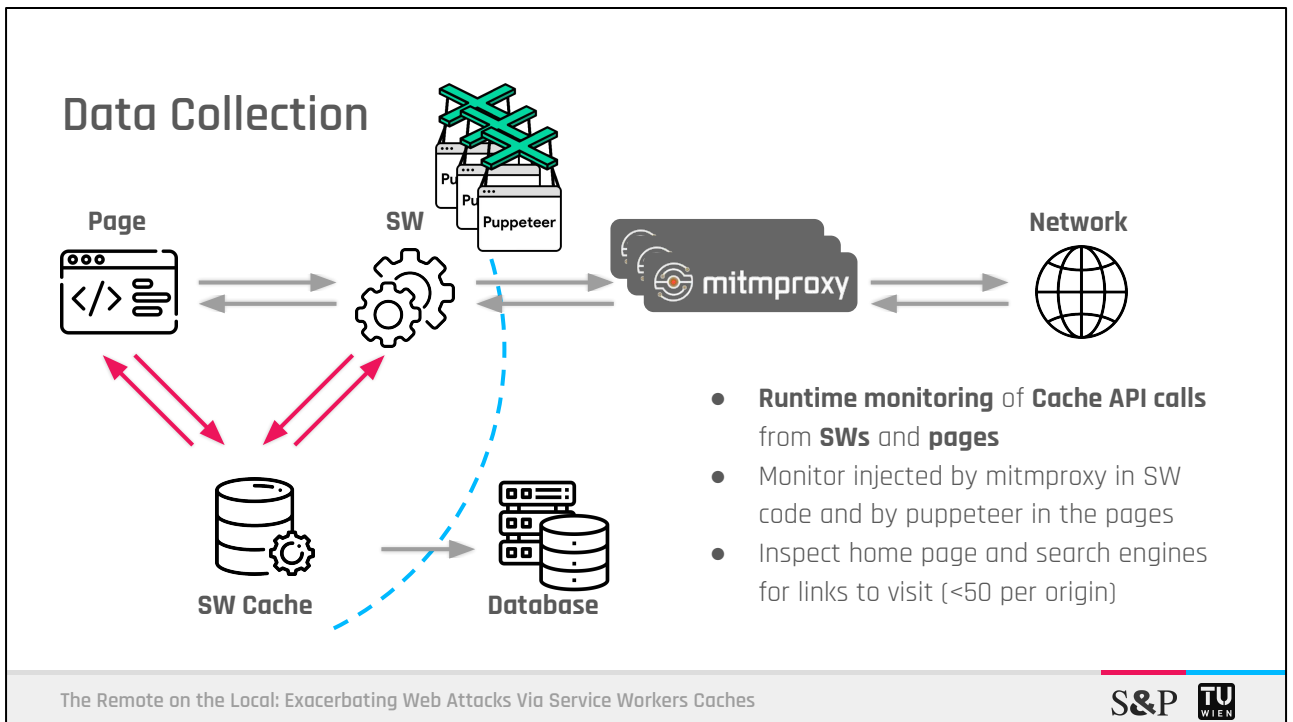 Data Collection
Pu
Pu
Puppeteer
Page
SW
Network
mitmproxy
SW Cache
Database
● Runtime monitoring of Cache API calls
from SWs and pages
● Monitor injected by mitmproxy in SW
code and by puppeteer in the pages
● Inspect home page and search engines
for links to visit (<50 per origin)
The Remote on the Local: Exacerbating Web Attacks Via Service Workers Caches
S&P
TU
WIEN